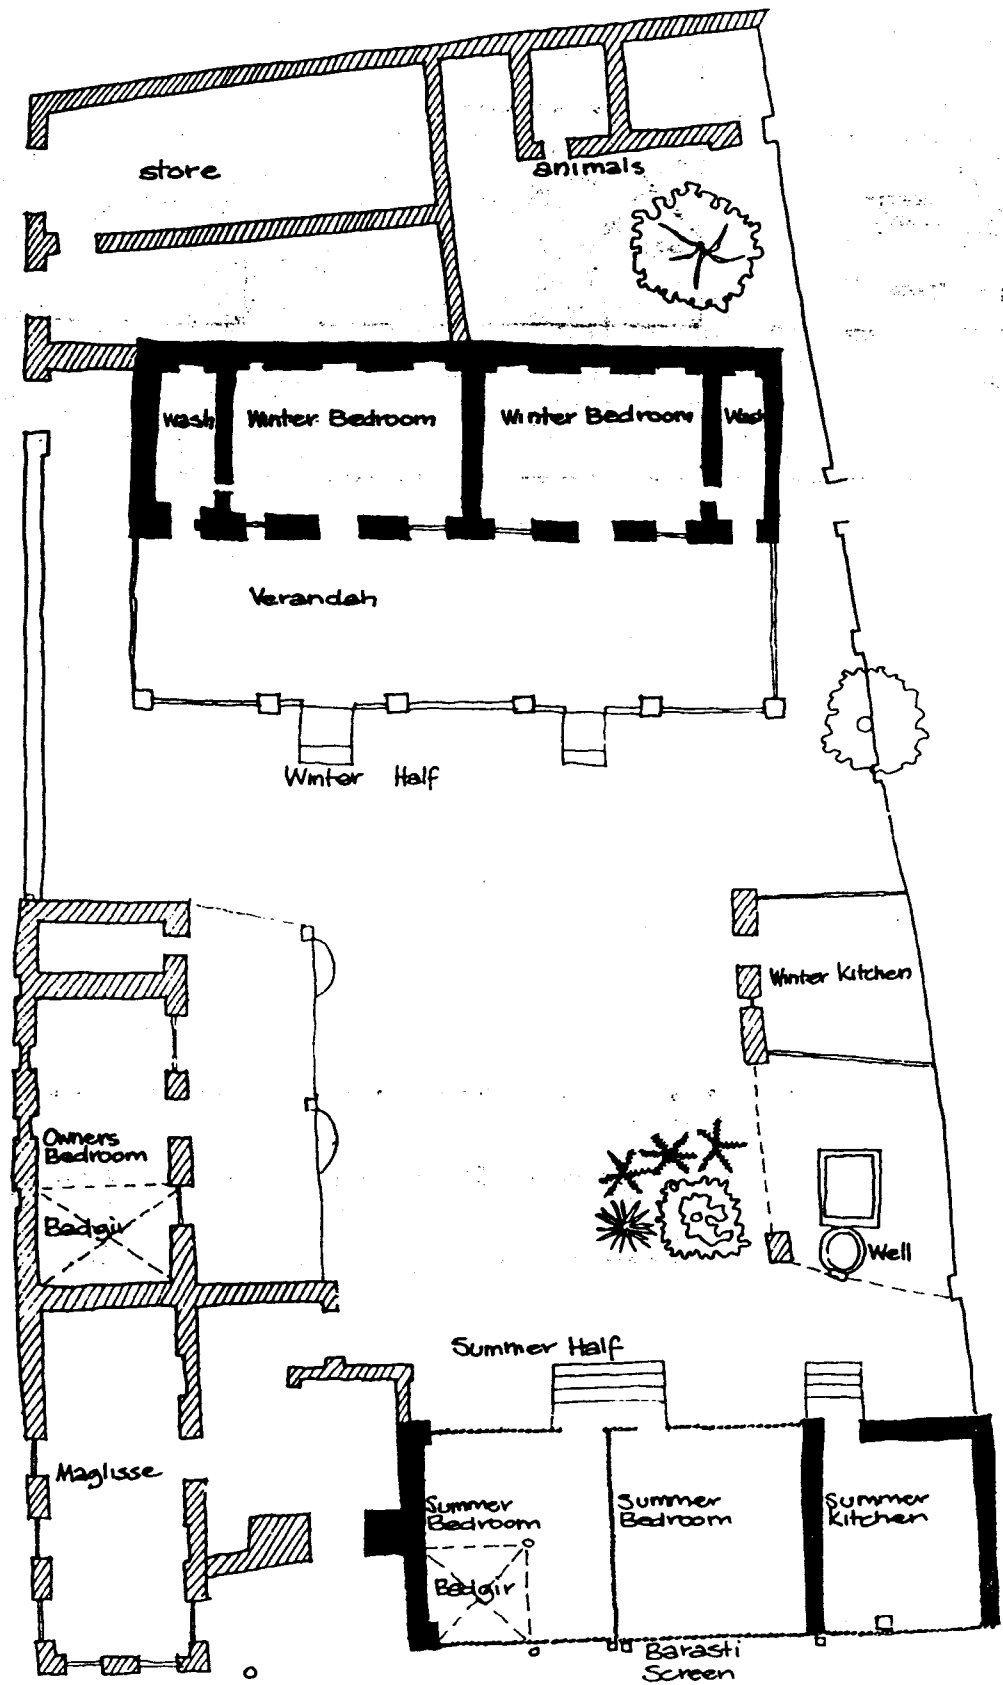 store
animals
Wash
Winter Bedroom
Winter Bedroom
Wash
Verandah
Winter Half
Winter Kitchen
Owners
Bedroom
Badgir
Well
Summer Half
Maglisse
Summer
Bedroom
Summer
Bedroom
Summer
Kitchen
Badgir
Barasti
Screen